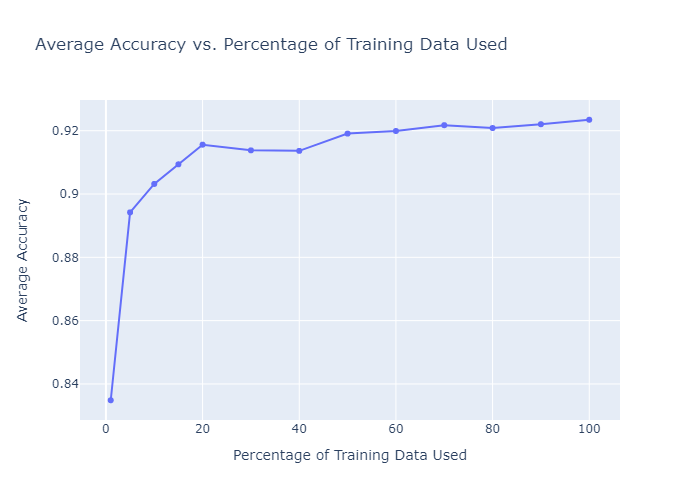 Average Accuracy vs. Percentage of Training Data Used
Average Accuracy
0.92
0.9
0.88
0.86
0.84
0 20 40 60 80 100
Percentage of Training Data Used